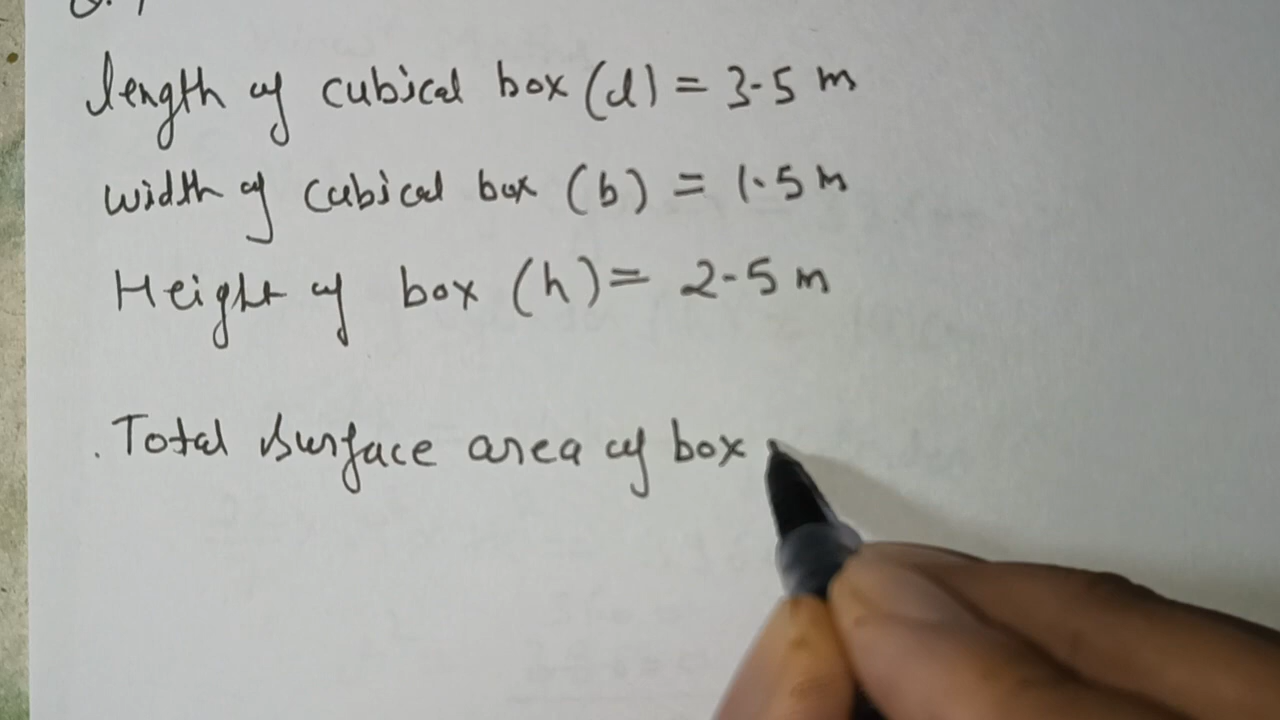 length of cubical box (l) = 3.5 m
width of cubical box (b) = 1.5 m
Height of box (h) = 2.5 m
. Total surface area of box